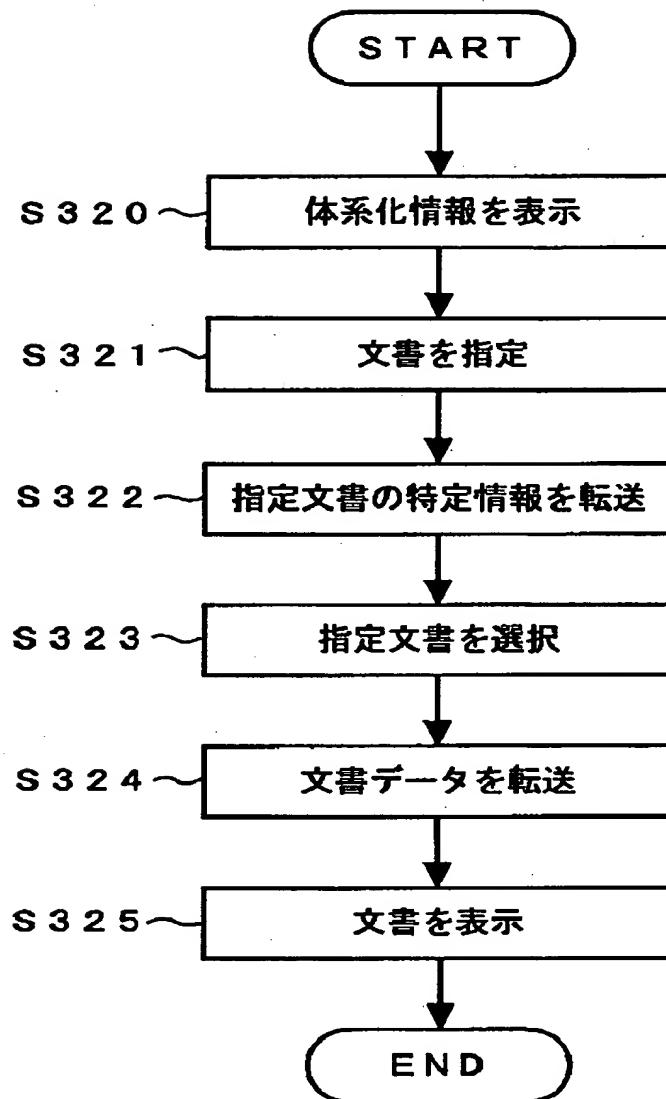 ＳＴＡＲＴ
Ｓ３２０ 体系化情報を表示
Ｓ３２１ 文書を指定
Ｓ３２２ 指定文書の特定情報を転送
Ｓ３２３ 指定文書を選択
Ｓ３２４ 文書データを転送
Ｓ３２５ 文書を表示
ＥＮＤ